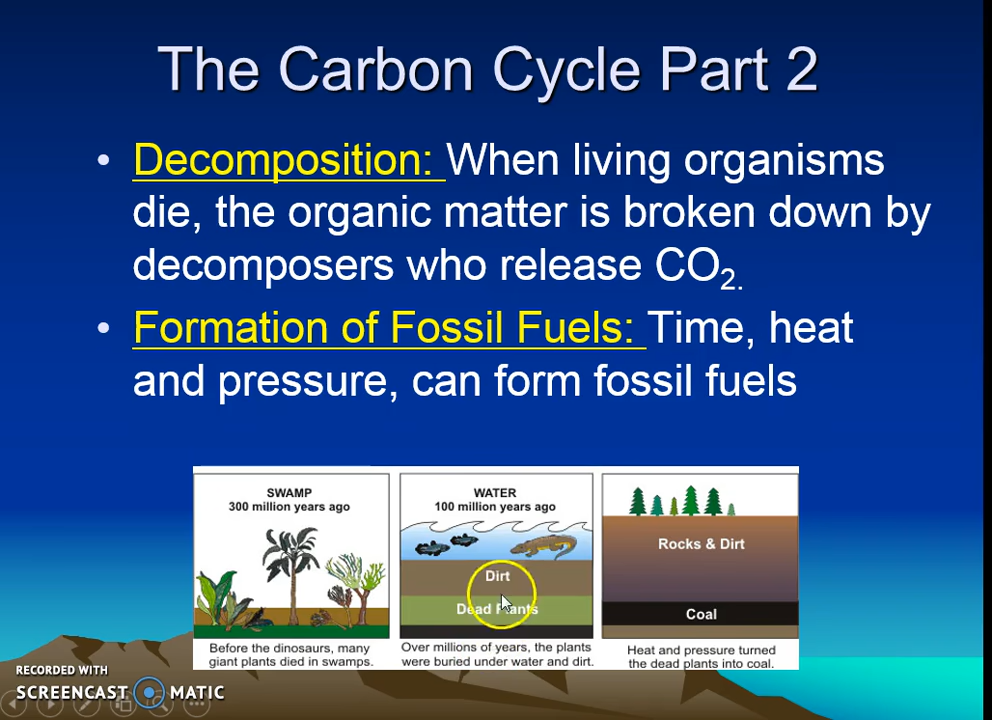 The Carbon Cycle Part 2
• Decomposition: When living organisms
die, the organic matter is broken down by
decomposers who release CO2.
• Formation of Fossil Fuels: Time, heat
and pressure, can form fossil fuels
SWAMP
300 million years ago
Before the dinosaurs, many
giant plants died in swamps.
WATER
100 million years ago
Dirt
Dead Plants
Over millions of years, the plants
were buried under water and dirt.
Rocks & Dirt
Coal
Heat and pressure turned
the dead plants into coal.
RECORDED WITH
SCREENCAST MATIC